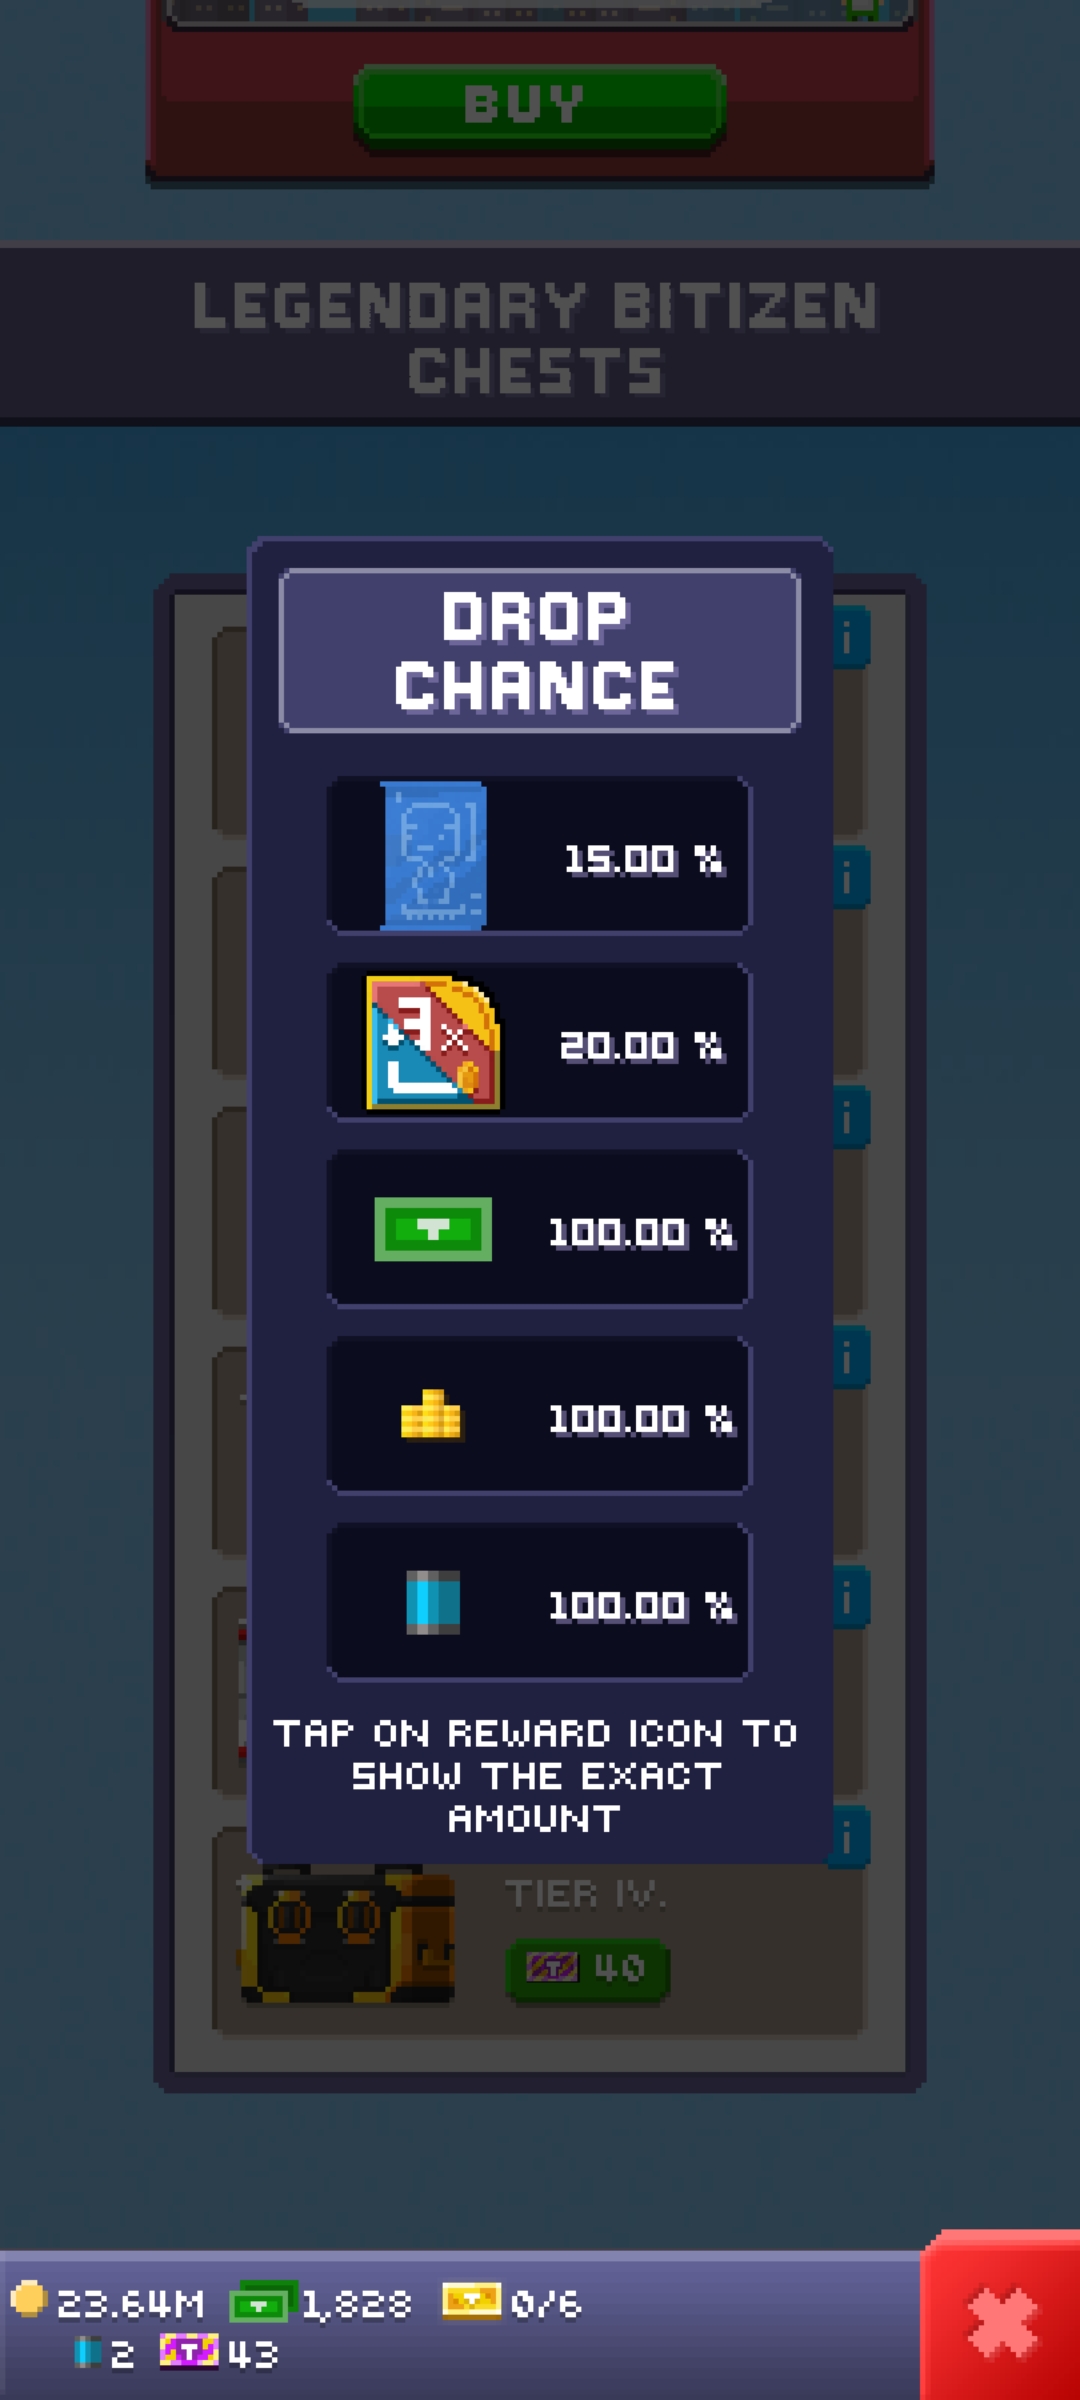 BUY
LEGENDARY BITIZEN
CHESTS
DROP
CHANCE
i
15.00 %
i
3x
20.00 %
i
T
100.00 %
i
100.00 %
i
100.00 %
TAP ON REWARD ICON TO
SHOW THE EXACT
AMOUNT
i
TIER IV.
T 40
23.64M T 1,828 T 0/6
2 T 43